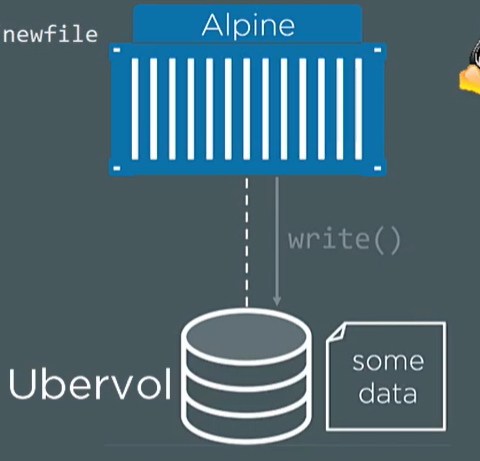 newfile
Alpine
write()
Ubervol
some
data